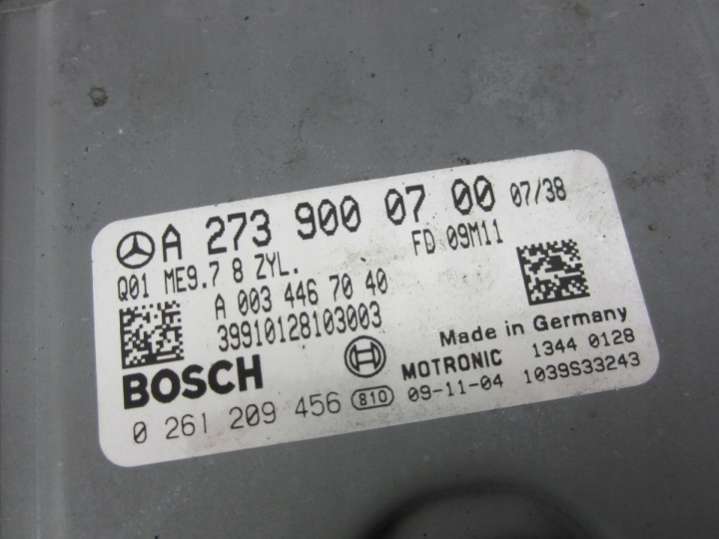 A 273 900 07 00 07/38
Q01 ME9.7 8 ZYL. FD 09M11
A 003 446 70 40
39910128103003
Made in Germany
BOSCH MOTRONIC 1344 0128
0 261 209 456 810 09-11-04 1039S33243